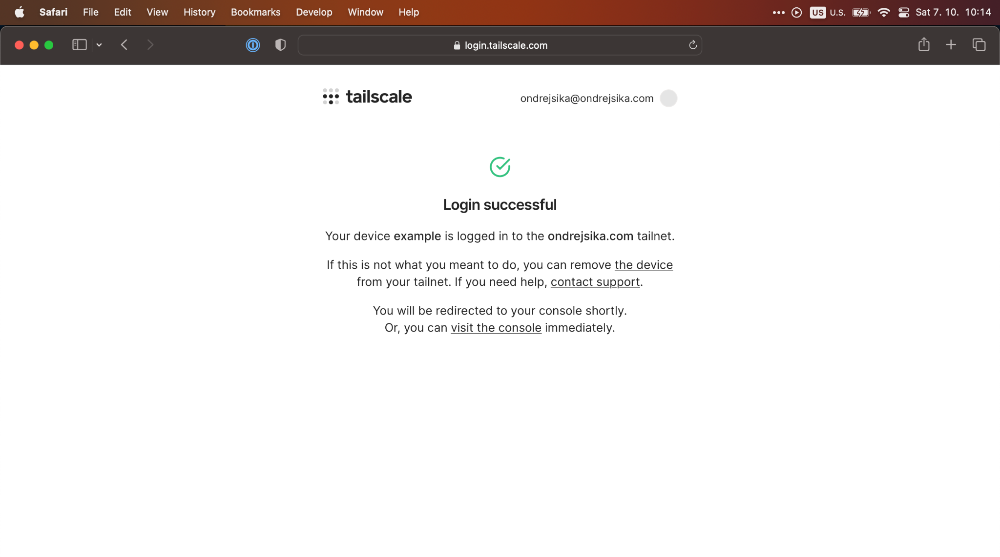 Safari File Edit View History Bookmarks Develop Window Help US U.S. Sat 7. 10. 10:14
login.tailscale.com
tailscale ondrejsika@ondrejsika.com
Login successful
Your device example is logged in to the ondrejsika.com tailnet.
If this is not what you meant to do, you can remove the device
from your tailnet. If you need help, contact support.
You will be redirected to your console shortly.
Or, you can visit the console immediately.